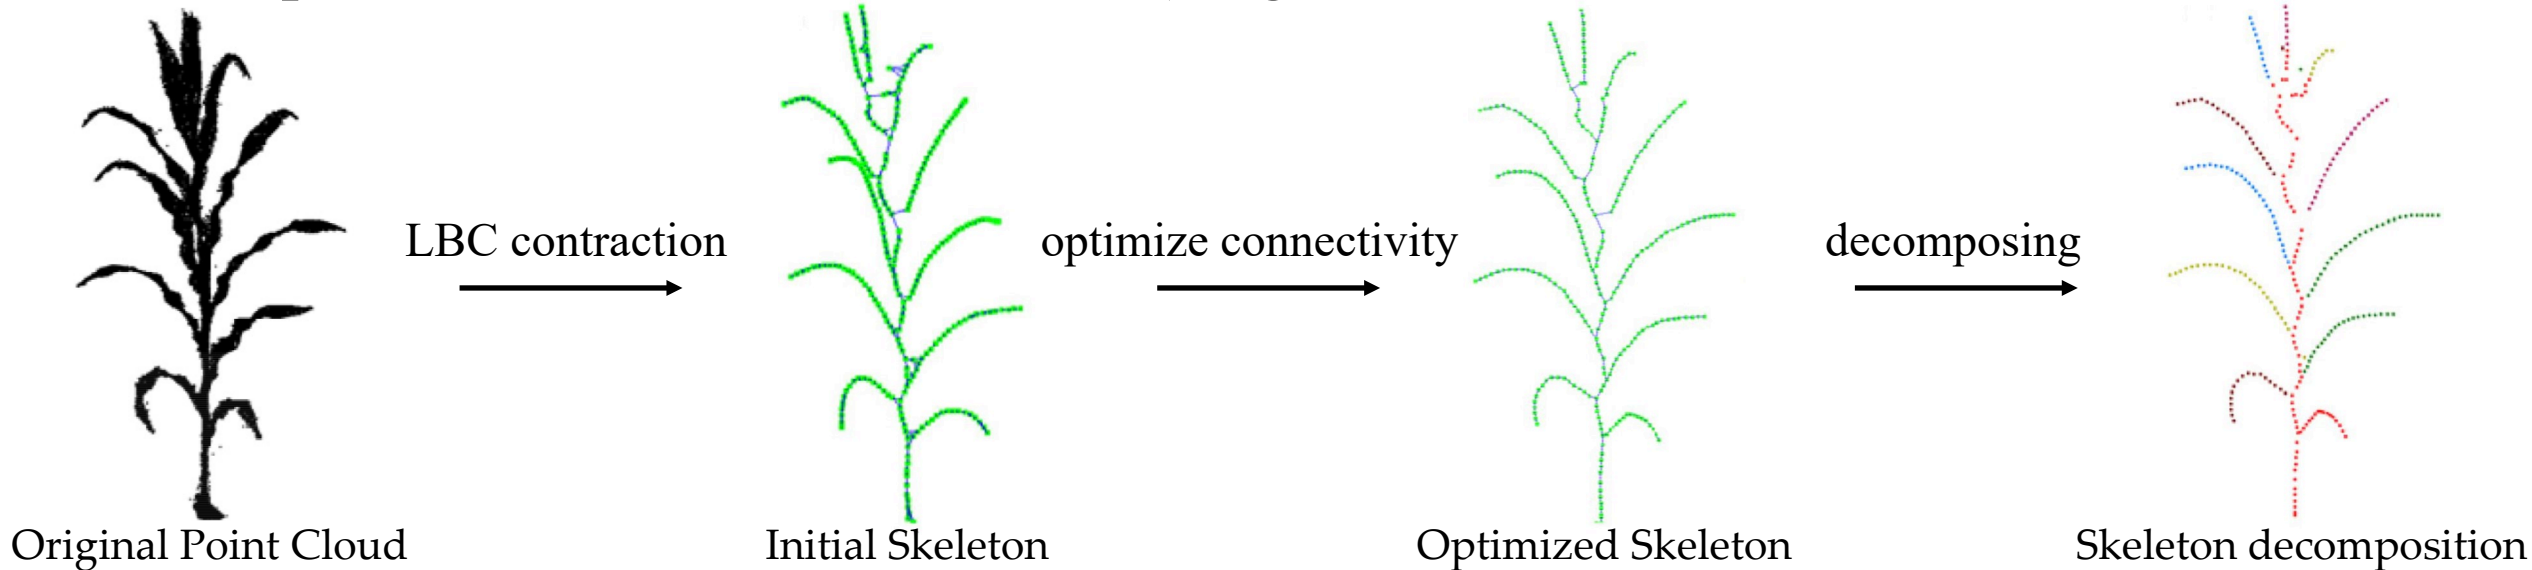 LBC contraction
optimize connectivity
decomposing
Original Point Cloud
Initial Skeleton
Optimized Skeleton
Skeleton decomposition